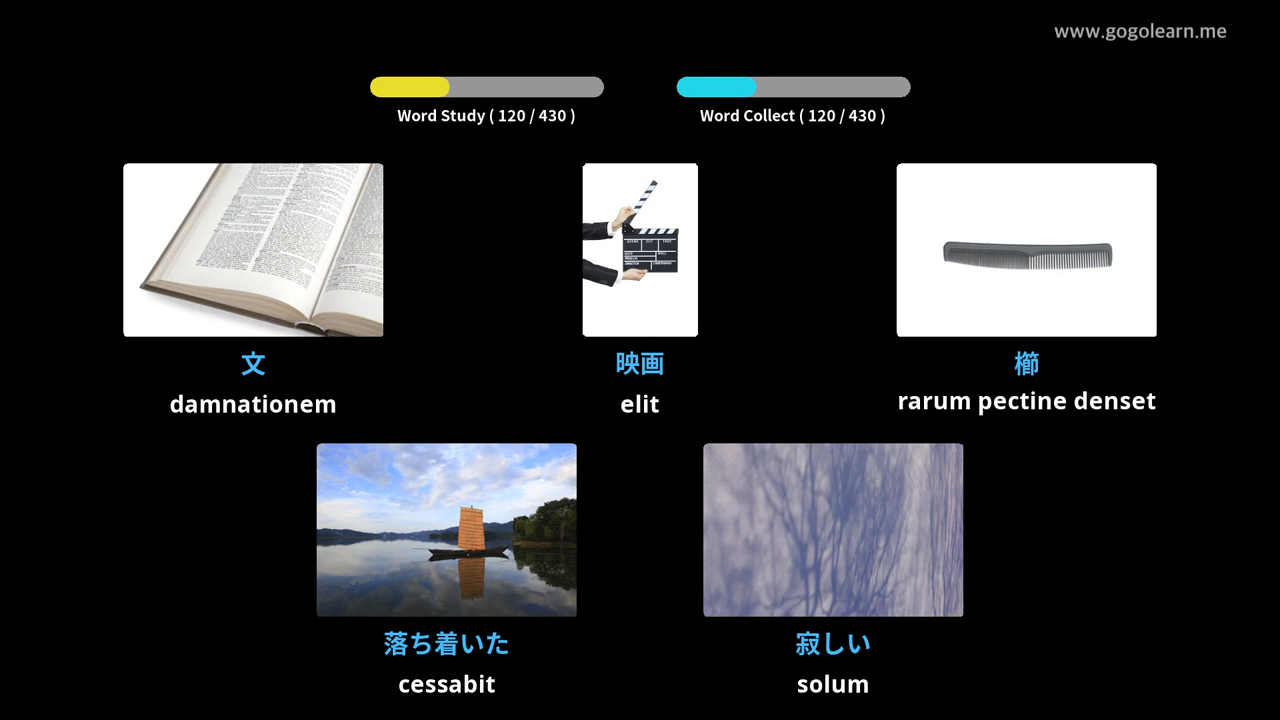 www.gogolearn.me
Word Study ( 120 / 430 )
Word Collect ( 120 / 430 )
文
damnationem
映画
elit
櫛
rarum pectine denset
落ち着いた
cessabit
寂しい
solum